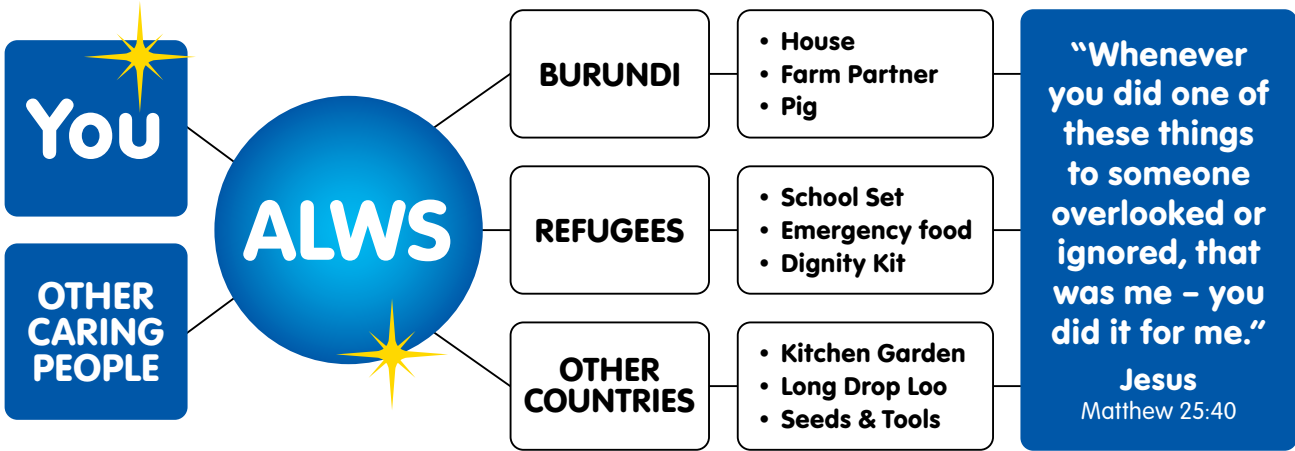 You
OTHER
CARING
PEOPLE
ALWS
BURUNDI
• House
• Farm Partner
• Pig
REFUGEES
• School Set
• Emergency food
• Dignity Kit
OTHER
COUNTRIES
• Kitchen Garden
• Long Drop Loo
• Seeds & Tools
“Whenever
you did one of
these things
to someone
overlooked or
ignored, that
was me – you
did it for me.”
Jesus
Matthew 25:40